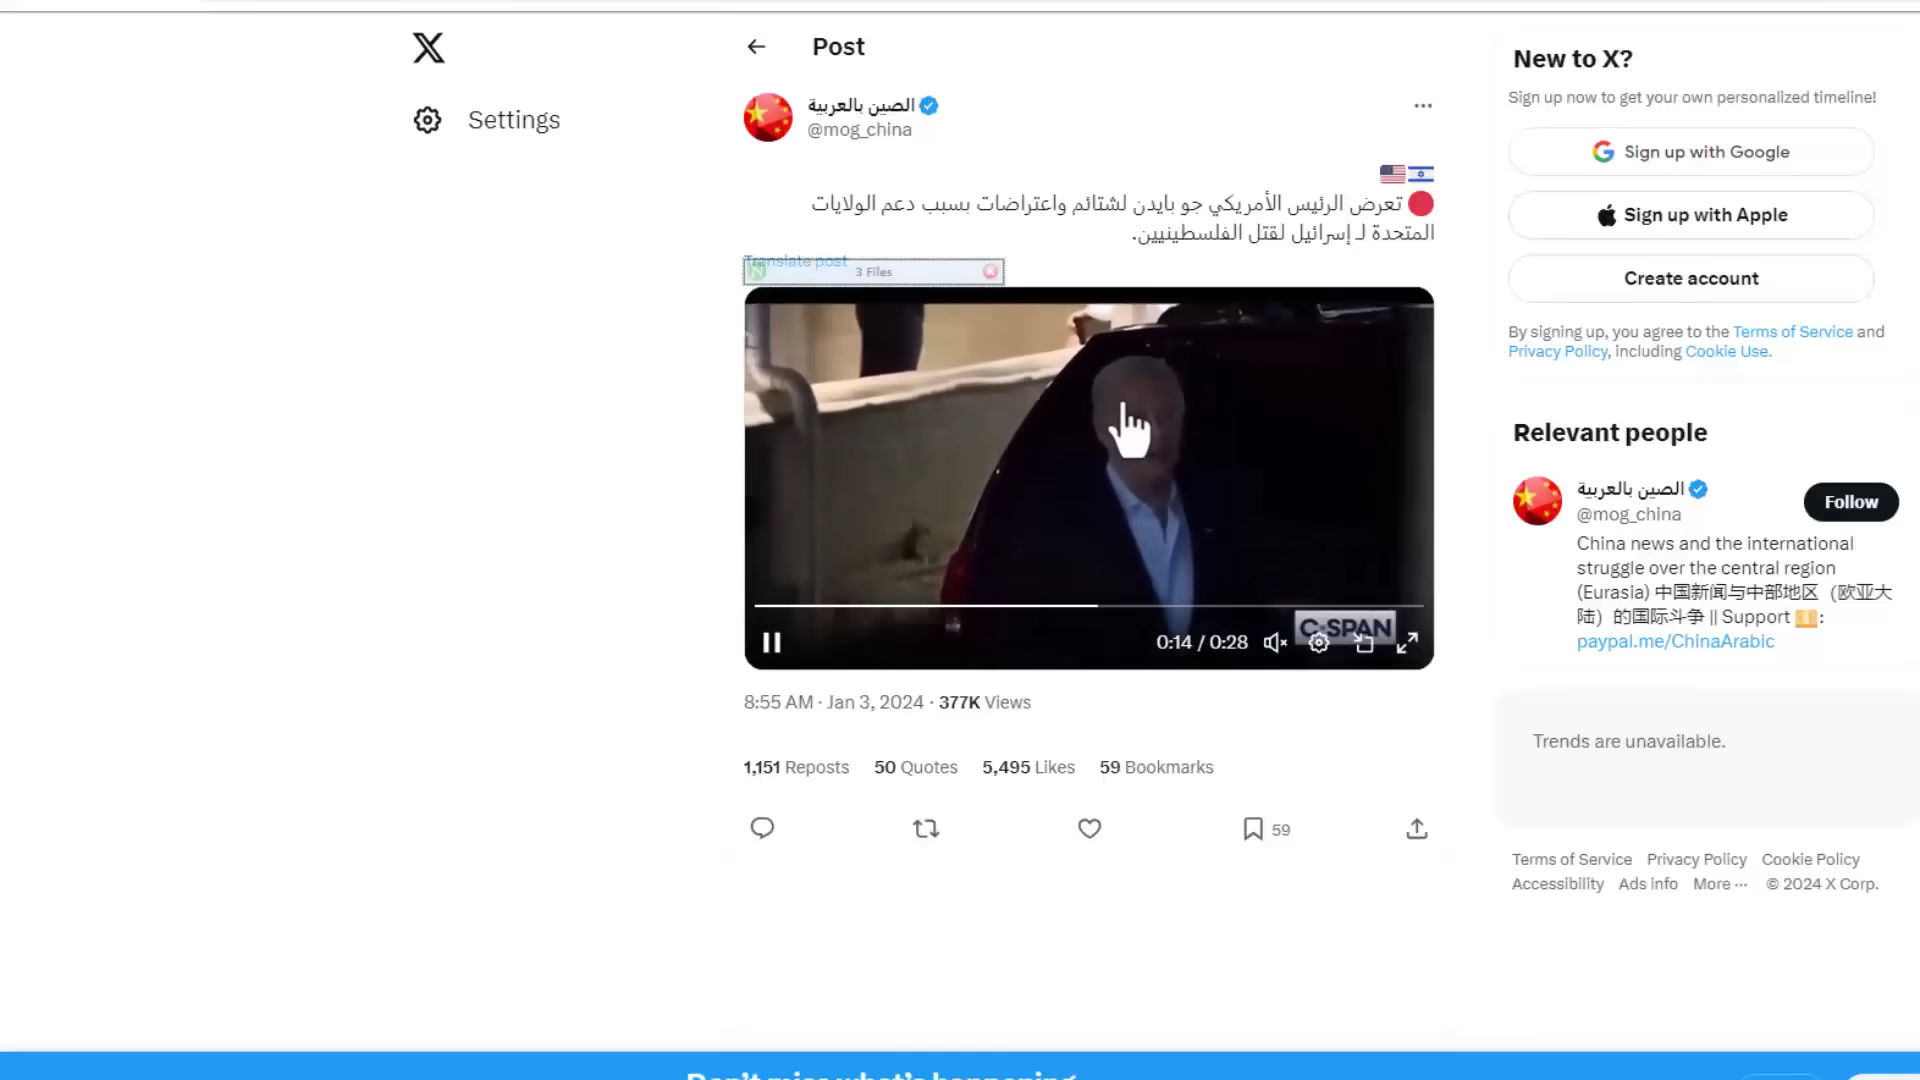 Post
New to X?
Sign up now to get your own personalized timeline!
Settings
الصين بالعربية
@mog_china
Sign up with Google
Sign up with Apple
Create account
By signing up, you agree to the Terms of Service and
Privacy Policy, including Cookie Use.
تعرض الرئيس الأمريكي جو بايدن لشتائم واعتراضات بسبب دعم الولايات
المتحدة لـ إسرائيل لقتل الفلسطينيين.
Translate post
3 Files
C-SPAN
0:14 / 0:28
8:55 AM · Jan 3, 2024 · 377K Views
1,151 Reposts 50 Quotes 5,495 Likes 59 Bookmarks
59
Relevant people
الصين بالعربية
@mog_china
Follow
China news and the international
struggle over the central region
(Eurasia) 中国新闻与中部地区（欧亚大
陆）的国际斗争 || Support :
paypal.me/ChinaArabic
Trends are unavailable.
Terms of Service Privacy Policy Cookie Policy
Accessibility Ads info More ··· © 2024 X Corp.
Don't miss what's happening